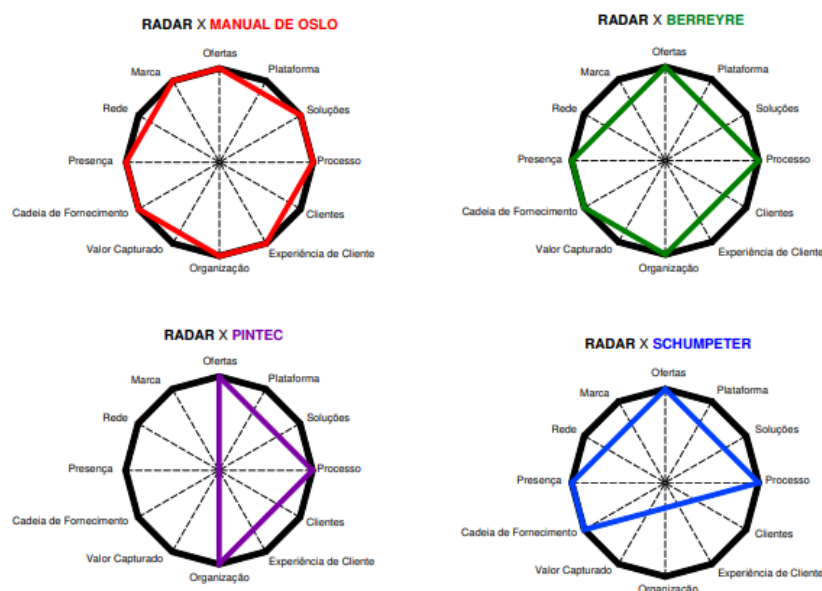 RADAR X MANUAL DE OSLO
Ofertas
Plataforma
Soluções
Processo
Clientes
Experiência de Cliente
Organização
Valor Capturado
Cadeia de Fornecimento
Presença
Rede
Marca
RADAR X BERREYRE
Ofertas
Plataforma
Soluções
Processo
Clientes
Experiência de Cliente
Organização
Valor Capturado
Cadeia de Fornecimento
Presença
Rede
Marca
RADAR X PINTEC
Ofertas
Plataforma
Soluções
Processo
Clientes
Experiência de Cliente
Organização
Valor Capturado
Cadeia de Fornecimento
Presença
Rede
Marca
RADAR X SCHUMPETER
Ofertas
Plataforma
Soluções
Processo
Clientes
Experiência de Cliente
Organização
Valor Capturado
Cadeia de Fornecimento
Presença
Rede
Marca